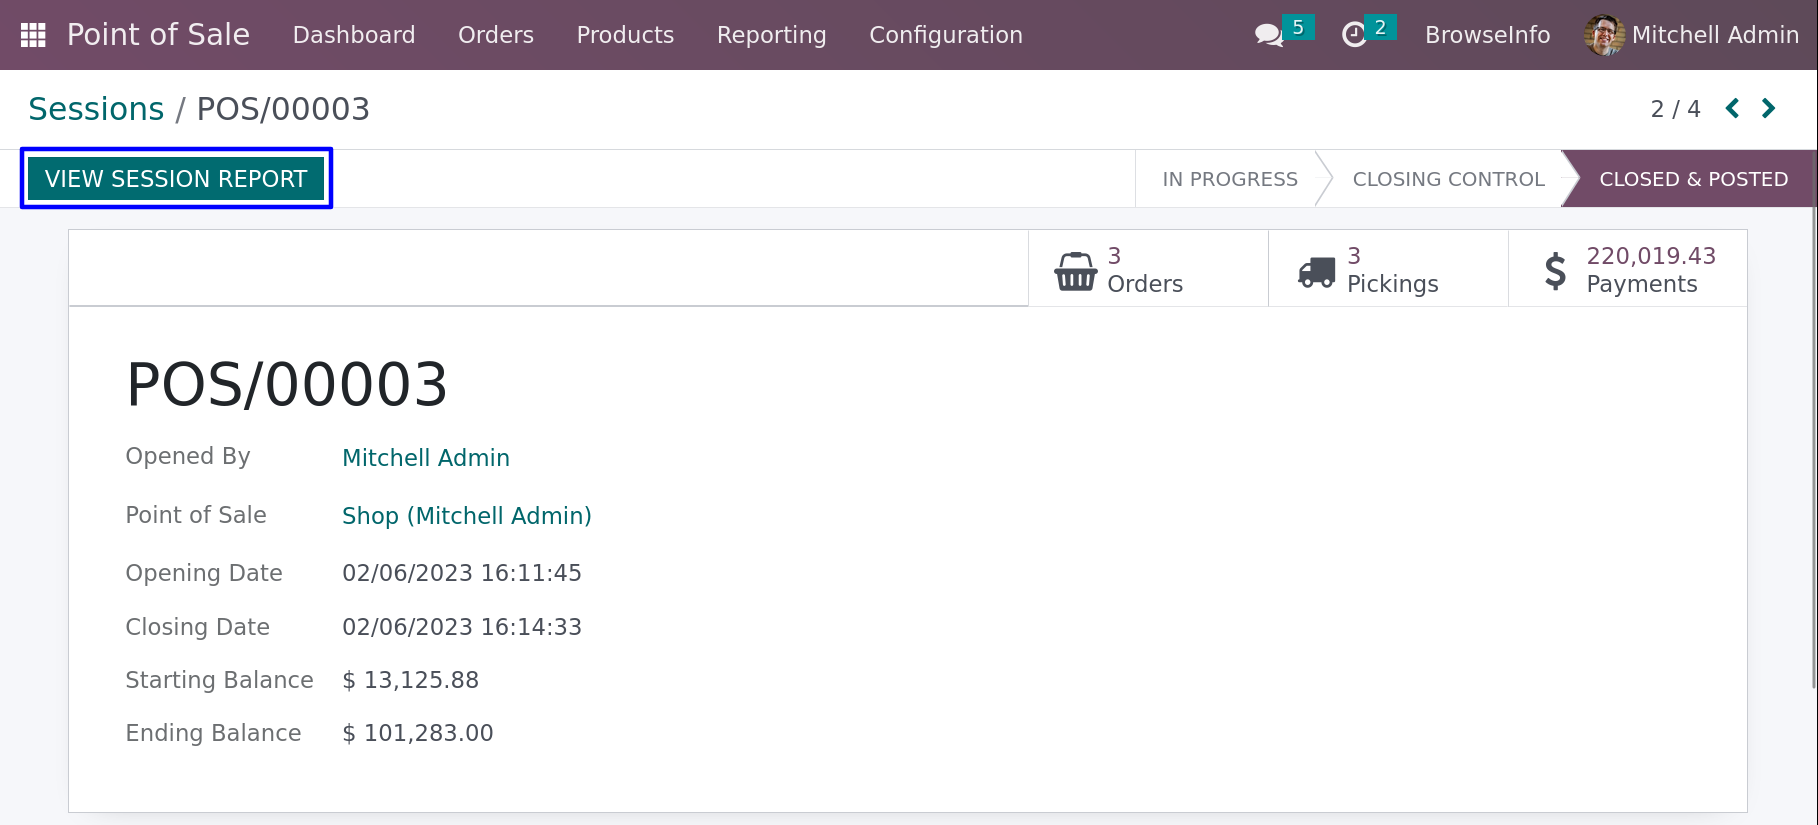 Point of Sale Dashboard Orders Products Reporting Configuration 5 2 BrowseInfo Mitchell Admin
Sessions / POS/00003 2 / 4
VIEW SESSION REPORT IN PROGRESS CLOSING CONTROL CLOSED & POSTED
3 Orders
3 Pickings
$ 220,019.43 Payments
POS/00003
Opened By Mitchell Admin
Point of Sale Shop (Mitchell Admin)
Opening Date 02/06/2023 16:11:45
Closing Date 02/06/2023 16:14:33
Starting Balance $ 13,125.88
Ending Balance $ 101,283.00